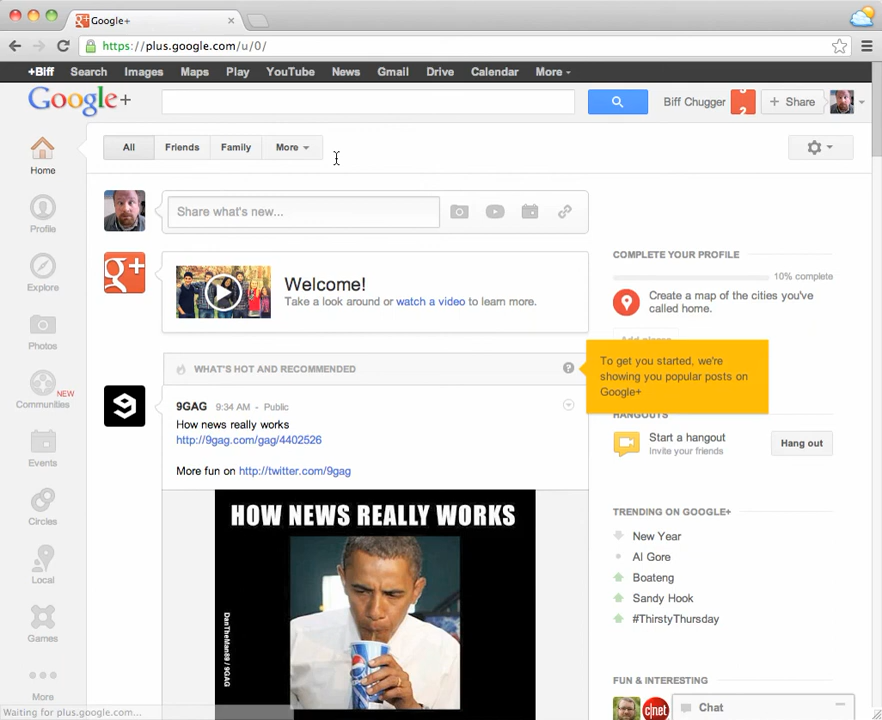 Google+
https://plus.google.com/u/0/
+Biff Search Images Maps Play YouTube News Gmail Drive Calendar More
Google+
Biff Chugger
+ Share
All Friends Family More
Home
Profile
Explore
Photos
NEW
Communities
Events
Circles
Local
Games
More
Share what's new...
g+
Welcome!
Take a look around or watch a video to learn more.
WHAT'S HOT AND RECOMMENDED ?
9GAG 9:34 AM - Public
How news really works
http://9gag.com/gag/4402526
More fun on http://twitter.com/9gag
HOW NEWS REALLY WORKS
DanTheMan89 / 9GAG
COMPLETE YOUR PROFILE
10% complete
Create a map of the cities you've
called home.
To get you started, we're
showing you popular posts on
Google+
HANGOUTS
Start a hangout
Invite your friends
Hang out
TRENDING ON GOOGLE+
New Year
Al Gore
Boateng
Sandy Hook
#ThirstyThursday
FUN & INTERESTING
c|net
Chat
Waiting for plus.google.com...